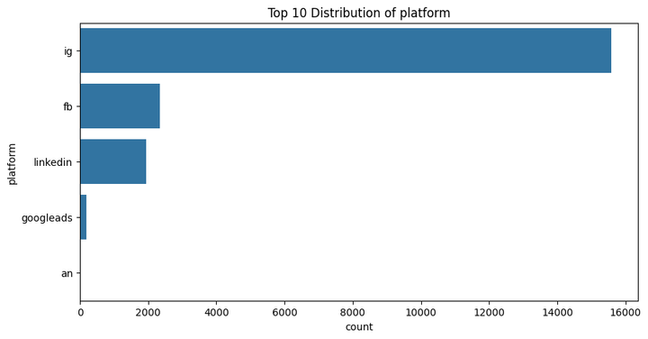 Top 10 Distribution of platform
ig
fb
linkedin
googleads
an
platform
0 2000 4000 6000 8000 10000 12000 14000 16000
count